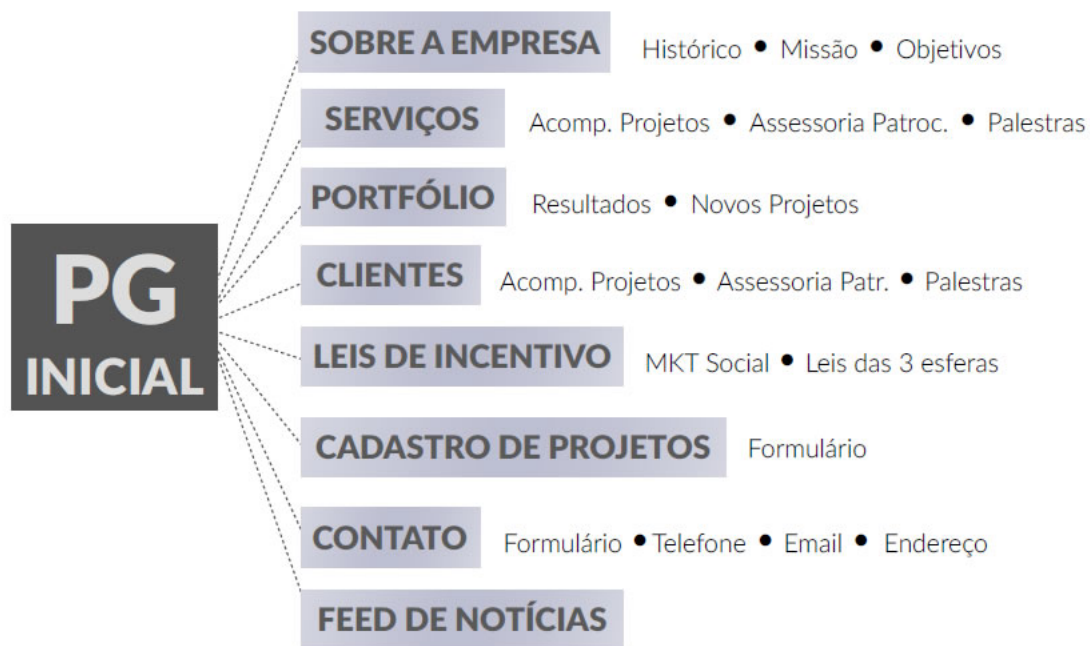 SOBRE A EMPRESA Histórico • Missão • Objetivos
SERVIÇOS Acomp. Projetos • Assessoria Patroc. • Palestras
PORTFÓLIO Resultados • Novos Projetos
PG
INICIAL
CLIENTES Acomp. Projetos • Assessoria Patr. • Palestras
LEIS DE INCENTIVO MKT Social • Leis das 3 esferas
CADASTRO DE PROJETOS Formulário
CONTATO Formulário • Telefone • Email • Endereço
FEED DE NOTÍCIAS